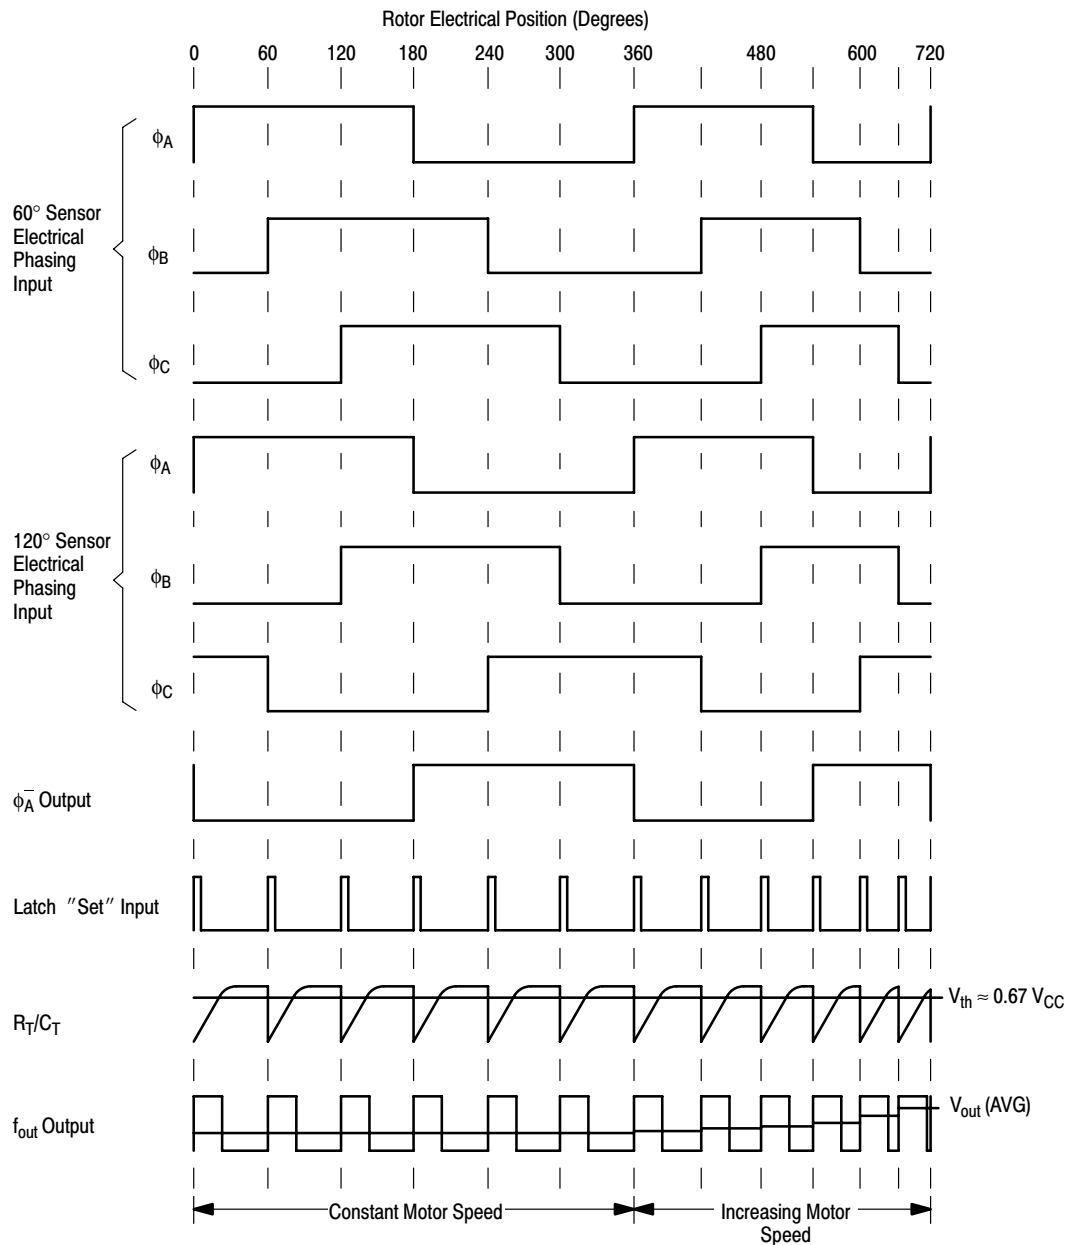 Rotor Electrical Position (Degrees)
0 60 120 180 240 300 360 480 600 720
ϕA
60° Sensor
Electrical
Phasing
Input
ϕB
ϕC
ϕA
120° Sensor
Electrical
Phasing
Input
ϕB
ϕC
ϕA̅ Output
Latch ″Set″ Input
Vth ≈ 0.67 VCC
RT/CT
Vout (AVG)
fout Output
Constant Motor Speed
Increasing Motor
Speed